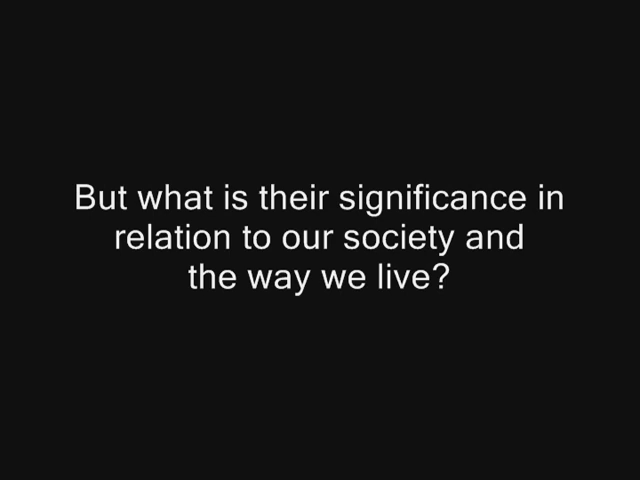 But what is their significance in
relation to our society and
the way we live?